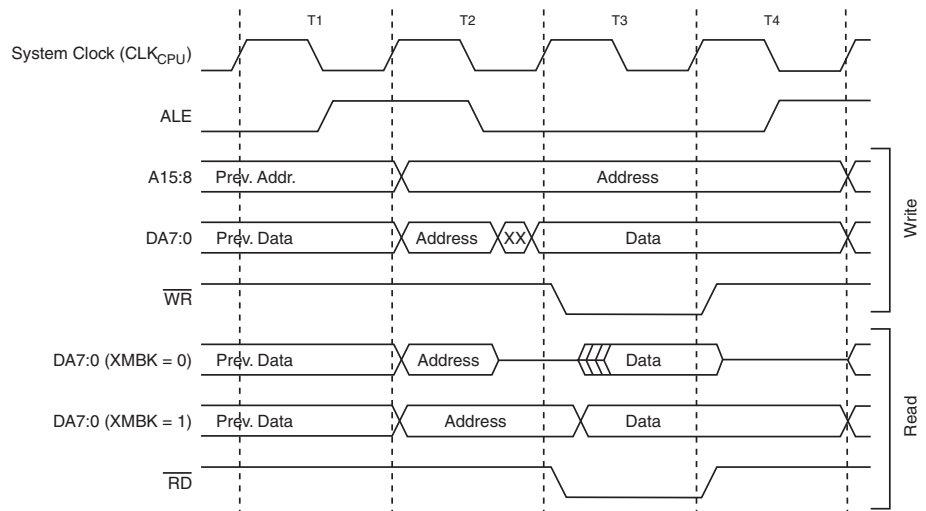 T1 T2 T3 T4
System Clock (CLKCPU)
ALE
A15:8 Prev. Addr. Address
DA7:0 Prev. Data Address XX Data
WR
Write
DA7:0 (XMBK = 0) Prev. Data Address Data
DA7:0 (XMBK = 1) Prev. Data Address Data
RD
Read